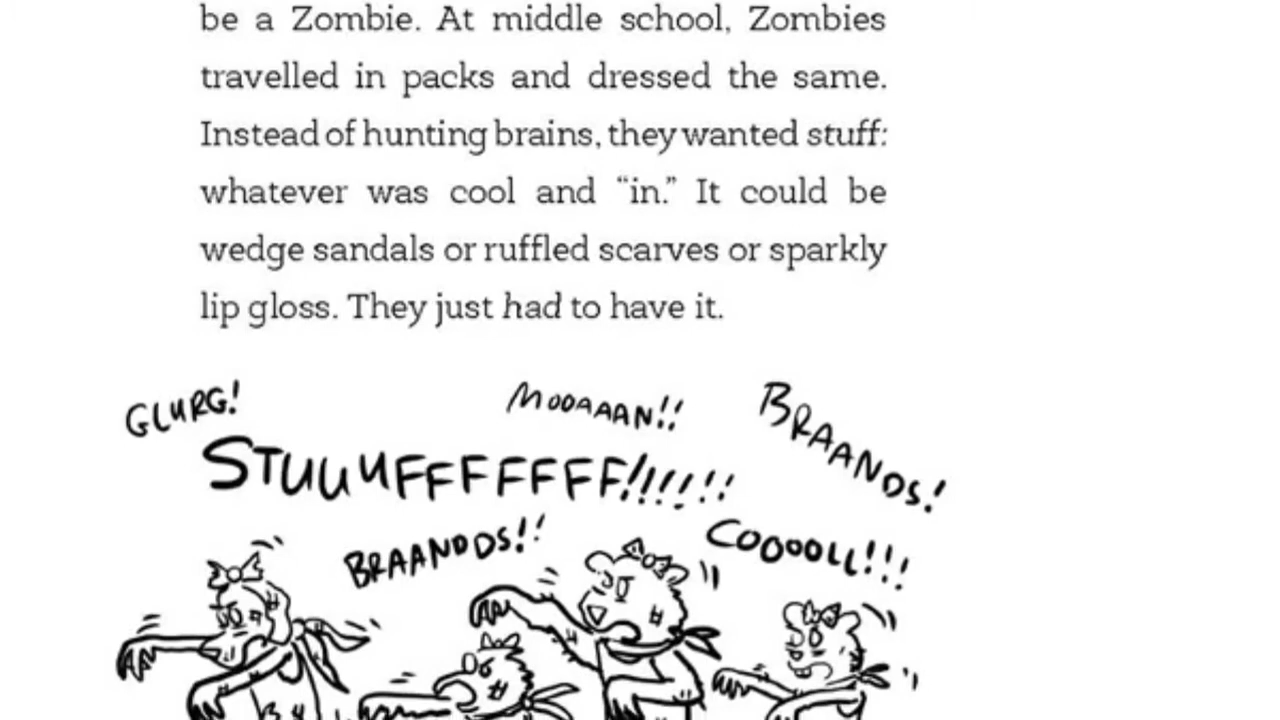 be a Zombie. At middle school, Zombies
travelled in packs and dressed the same.
Instead of hunting brains, they wanted stuff:
whatever was cool and “in.” It could be
wedge sandals or ruffled scarves or sparkly
lip gloss. They just had to have it.
GLURG!
MOOAAAN!!
BRAANDS!
STUUUFFFFFFF!!!!!!
BRAANDDS!!
COOOOLL!!!